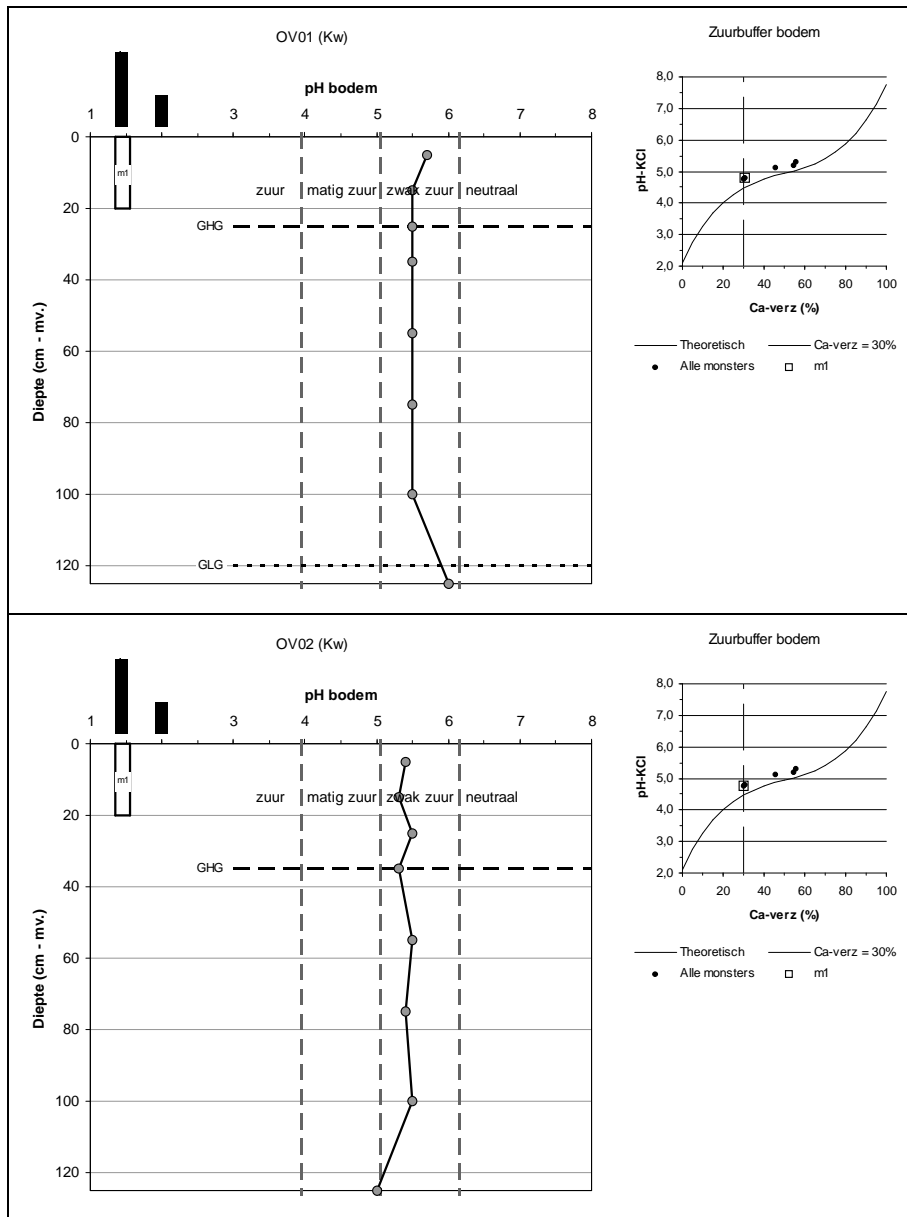 OV01 (Kw)
pH bodem
1 2 3 4 5 6 7 8
0
20
40
60
80
100
120
Diepte (cm - mv.)
m1
zuur matig zuur zwak zuur neutraal
GHG
GLG
Zuurbuffer bodem
8,0
7,0
6,0
5,0
4,0
3,0
2,0
pH-KCl
0 20 40 60 80 100
Ca-verz (%)
Theoretisch Ca-verz = 30%
Alle monsters m1
OV02 (Kw)
pH bodem
1 2 3 4 5 6 7 8
0
20
40
60
80
100
120
Diepte (cm - mv.)
m1
zuur matig zuur zwak zuur neutraal
GHG
Zuurbuffer bodem
8,0
7,0
6,0
5,0
4,0
3,0
2,0
pH-KCl
0 20 40 60 80 100
Ca-verz (%)
Theoretisch Ca-verz = 30%
Alle monsters m1